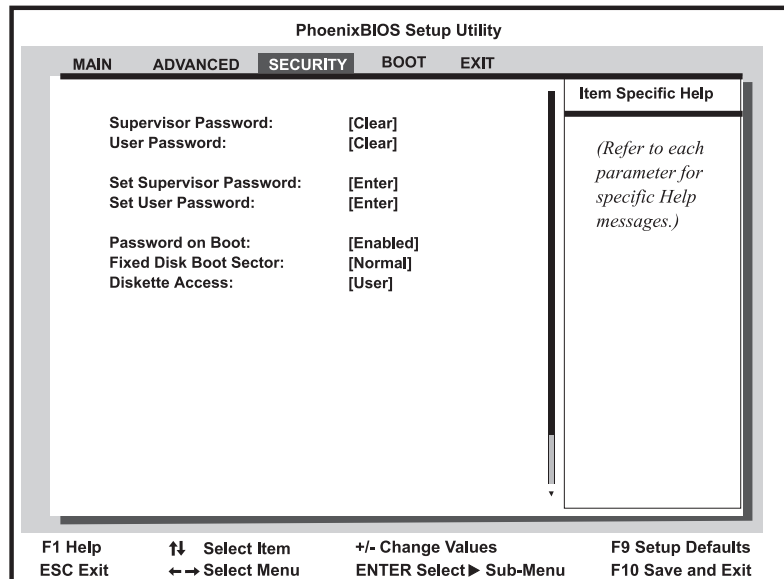 PhoenixBIOS Setup Utility
MAIN ADVANCED SECURITY BOOT EXIT
Item Specific Help
Supervisor Password: [Clear]
User Password: [Clear]
Set Supervisor Password: [Enter]
Set User Password: [Enter]
Password on Boot: [Enabled]
Fixed Disk Boot Sector: [Normal]
Diskette Access: [User]
(Refer to each
parameter for
specific Help
messages.)
F1 Help ↑↓ Select Item +/- Change Values F9 Setup Defaults
ESC Exit ←→ Select Menu ENTER Select ▶ Sub-Menu F10 Save and Exit